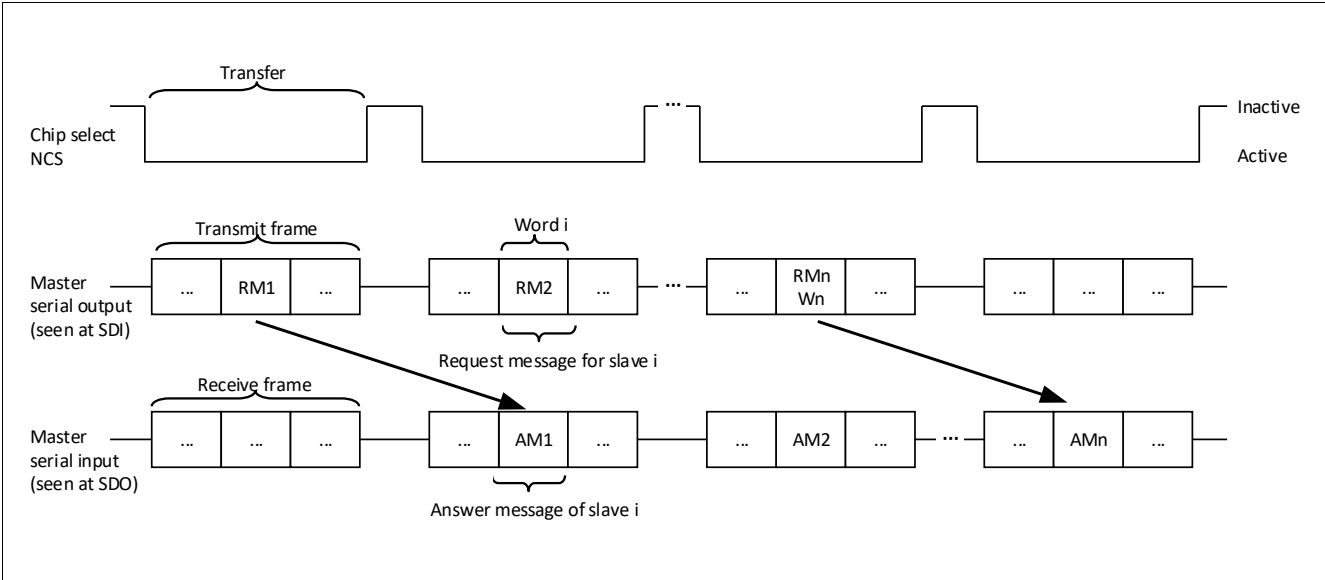 Transfer
...
Inactive
Chip select
NCS
Active
Transmit frame
Word i
Master
serial output
(seen at SDI)
... RM1 ...
... RM2 ...
...
... RMn
Wn ...
... ... ...
Request message for slave i
Receive frame
Master
serial input
(seen at SDO)
... ... ...
... AM1 ...
... AM2 ...
...
... AMn ...
Answer message of slave i